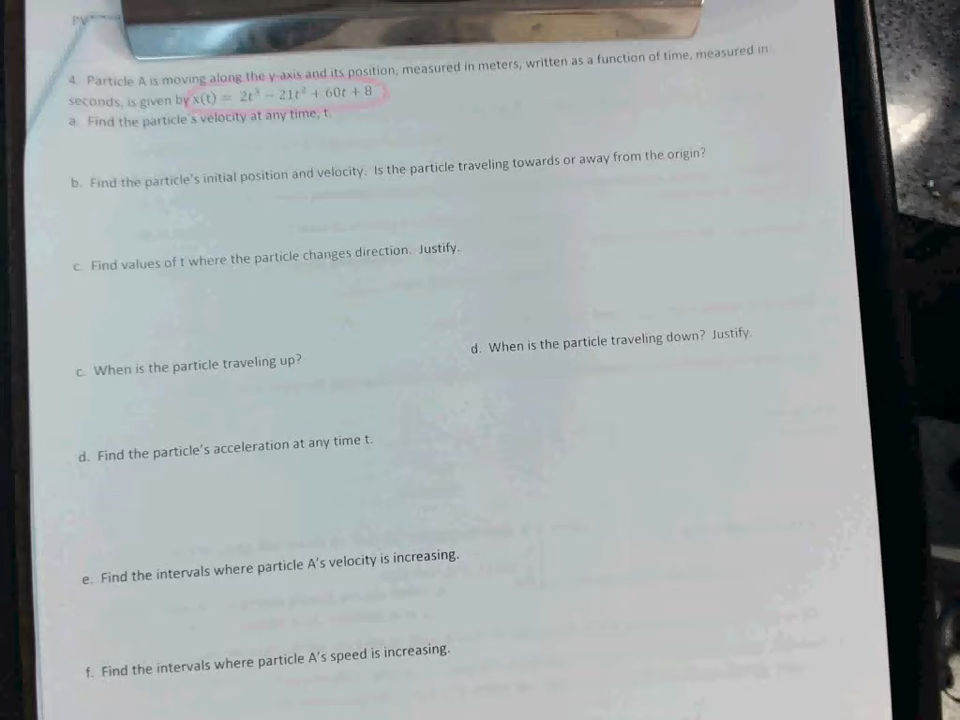 4. Particle A is moving along the y-axis and its position, measured in meters, written as a function of time, measured in
seconds, is given by x(t) = 2t³ − 21t² + 60t + 8
a. Find the particle's velocity at any time, t.
b. Find the particle's initial position and velocity. Is the particle traveling towards or away from the origin?
c. Find values of t where the particle changes direction. Justify.
c. When is the particle traveling up?
d. When is the particle traveling down? Justify.
d. Find the particle's acceleration at any time t.
e. Find the intervals where particle A's velocity is increasing.
f. Find the intervals where particle A's speed is increasing.